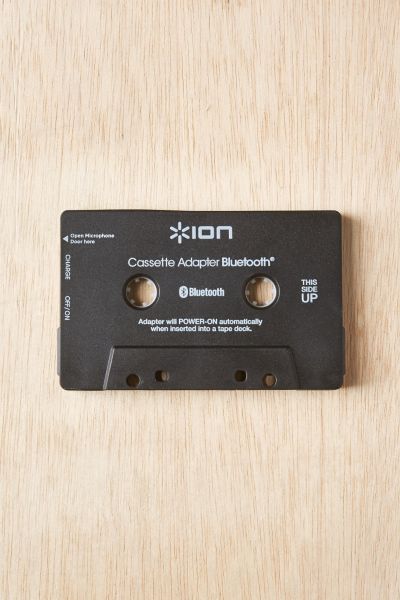 ION
Open Microphone
Door here
Cassette Adapter Bluetooth®
CHARGE
OFF/ON
Bluetooth
THIS
SIDE
UP
Adapter will POWER-ON automatically
when inserted into a tape deck.